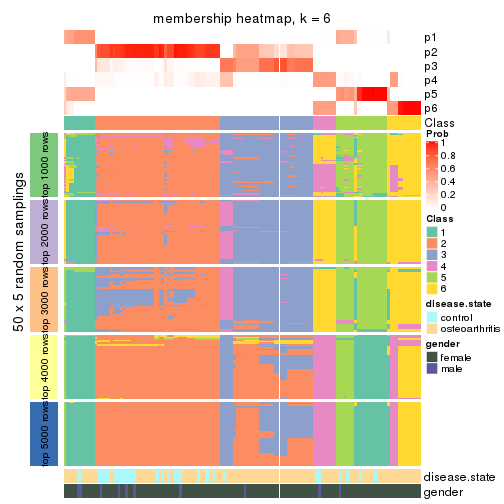 membership heatmap, k = 6
p1
p2
p3
p4
p5
p6
Class
Prob
1
0.8
0.6
0.4
0.2
0
Class
1
2
3
4
5
6
disease.state
control
osteoarthritis
gender
female
male
50 x 5 random samplings
top 1000 rows
top 2000 rows
top 3000 rows
top 4000 rows
top 5000 rows
disease.state
gender